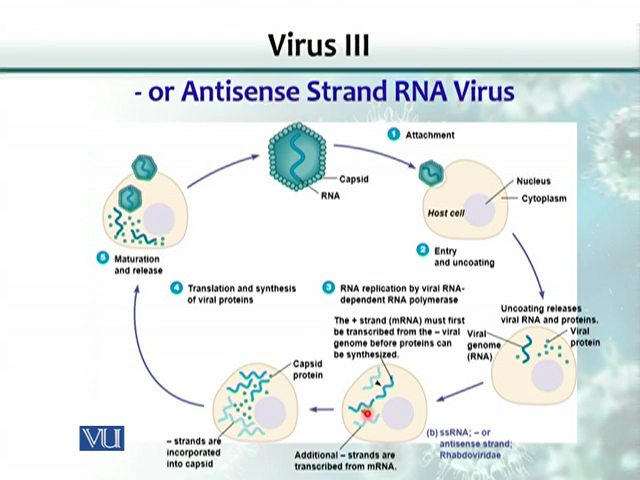 Virus III
- or Antisense Strand RNA Virus
1 Attachment
Capsid
RNA
Nucleus
Cytoplasm
Host cell
2 Entry
and uncoating
5 Maturation
and release
4 Translation and synthesis
of viral proteins
3 RNA replication by viral RNA-
dependent RNA polymerase
Uncoating releases
viral RNA and proteins.
The + strand (mRNA) must first
be transcribed from the – viral
genome before proteins can
be synthesized.
Viral
genome
(RNA)
Viral
protein
Capsid
protein
– strands are
incorporated
into capsid
Additional – strands are
transcribed from mRNA.
(b) ssRNA; – or
antisense strand;
Rhabdoviridae
VU